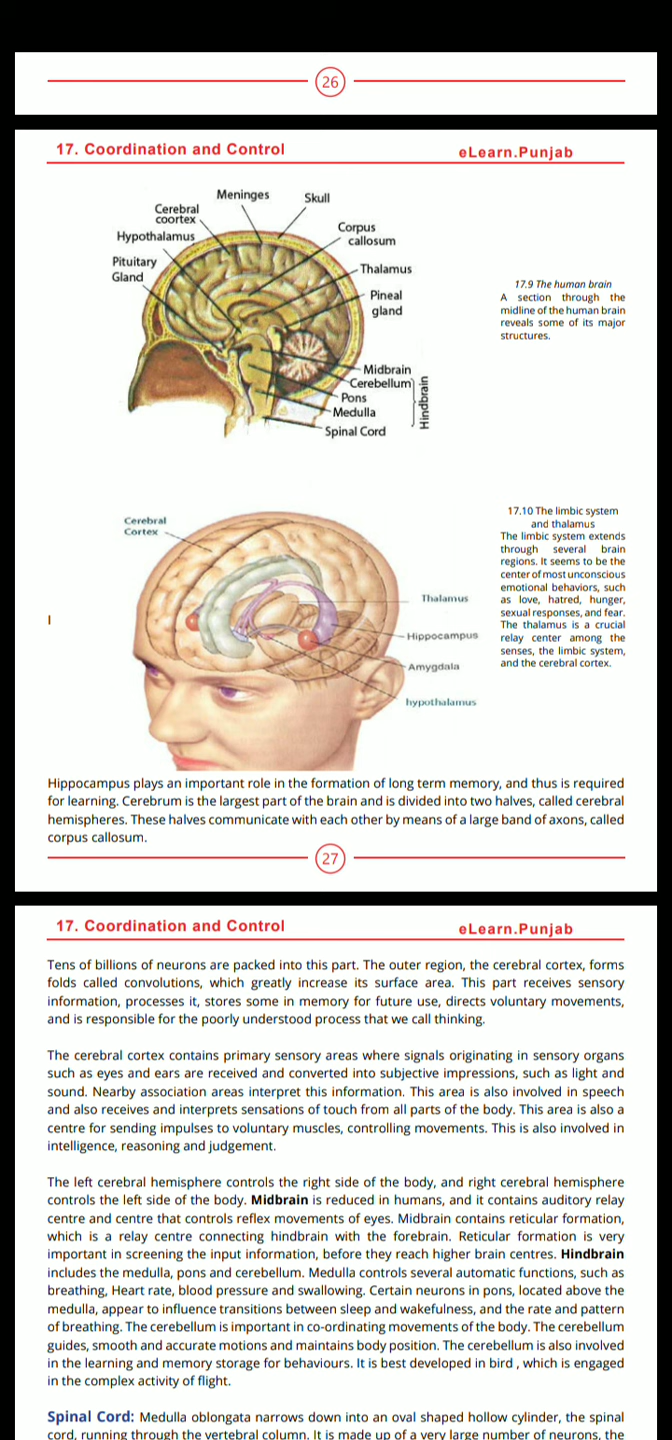 26
17. Coordination and Control
eLearn.Punjab
Meninges
Skull
Cerebral
coortex
Hypothalamus
Corpus
callosum
Pituitary
Gland
Thalamus
Pineal
gland
Midbrain
Cerebellum
Pons
Medulla
Spinal Cord
Hindbrain
17.9 The human brain
A section through the
midline of the human brain
reveals some of its major
structures.
Cerebral
Cortex
Thalamus
Hippocampus
Amygdala
hypothalamus
17.10 The limbic system
and thalamus
The limbic system extends
through several brain
regions. It seems to be the
center of most unconscious
emotional behaviors, such
as love, hatred, hunger,
sexual responses, and fear.
The thalamus is a crucial
relay center among the
senses, the limbic system,
and the cerebral cortex.
I
Hippocampus plays an important role in the formation of long term memory, and thus is required
for learning. Cerebrum is the largest part of the brain and is divided into two halves, called cerebral
hemispheres. These halves communicate with each other by means of a large band of axons, called
corpus callosum.
27
17. Coordination and Control
eLearn.Punjab
Tens of billions of neurons are packed into this part. The outer region, the cerebral cortex, forms
folds called convolutions, which greatly increase its surface area. This part receives sensory
information, processes it, stores some in memory for future use, directs voluntary movements,
and is responsible for the poorly understood process that we call thinking.
The cerebral cortex contains primary sensory areas where signals originating in sensory organs
such as eyes and ears are received and converted into subjective impressions, such as light and
sound. Nearby association areas interpret this information. This area is also involved in speech
and also receives and interprets sensations of touch from all parts of the body. This area is also a
centre for sending impulses to voluntary muscles, controlling movements. This is also involved in
intelligence, reasoning and judgement.
The left cerebral hemisphere controls the right side of the body, and right cerebral hemisphere
controls the left side of the body. Midbrain is reduced in humans, and it contains auditory relay
centre and centre that controls reflex movements of eyes. Midbrain contains reticular formation,
which is a relay centre connecting hindbrain with the forebrain. Reticular formation is very
important in screening the input information, before they reach higher brain centres. Hindbrain
includes the medulla, pons and cerebellum. Medulla controls several automatic functions, such as
breathing, Heart rate, blood pressure and swallowing. Certain neurons in pons, located above the
medulla, appear to influence transitions between sleep and wakefulness, and the rate and pattern
of breathing. The cerebellum is important in co-ordinating movements of the body. The cerebellum
guides, smooth and accurate motions and maintains body position. The cerebellum is also involved
in the learning and memory storage for behaviours. It is best developed in bird , which is engaged
in the complex activity of flight.
Spinal Cord: Medulla oblongata narrows down into an oval shaped hollow cylinder, the spinal
cord, running through the vertebral column. It is made up of a very large number of neurons, the